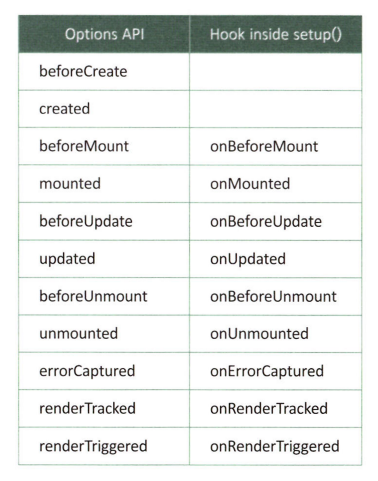 Options API Hook inside setup()
beforeCreate
created
beforeMount onBeforeMount
mounted onMounted
beforeUpdate onBeforeUpdate
updated onUpdated
beforeUnmount onBeforeUnmount
unmounted onUnmounted
errorCaptured onErrorCaptured
renderTracked onRenderTracked
renderTriggered onRenderTriggered